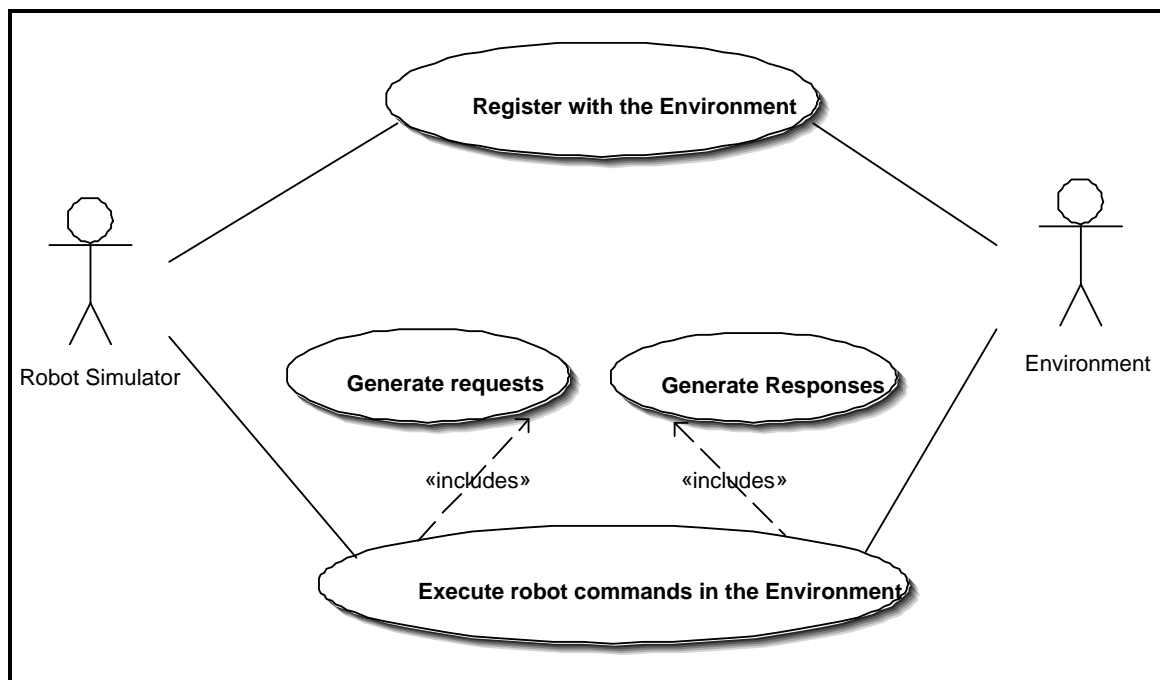 Register with the Environment
Robot Simulator
Environment
Generate requests
Generate Responses
«includes»
«includes»
Execute robot commands in the Environment